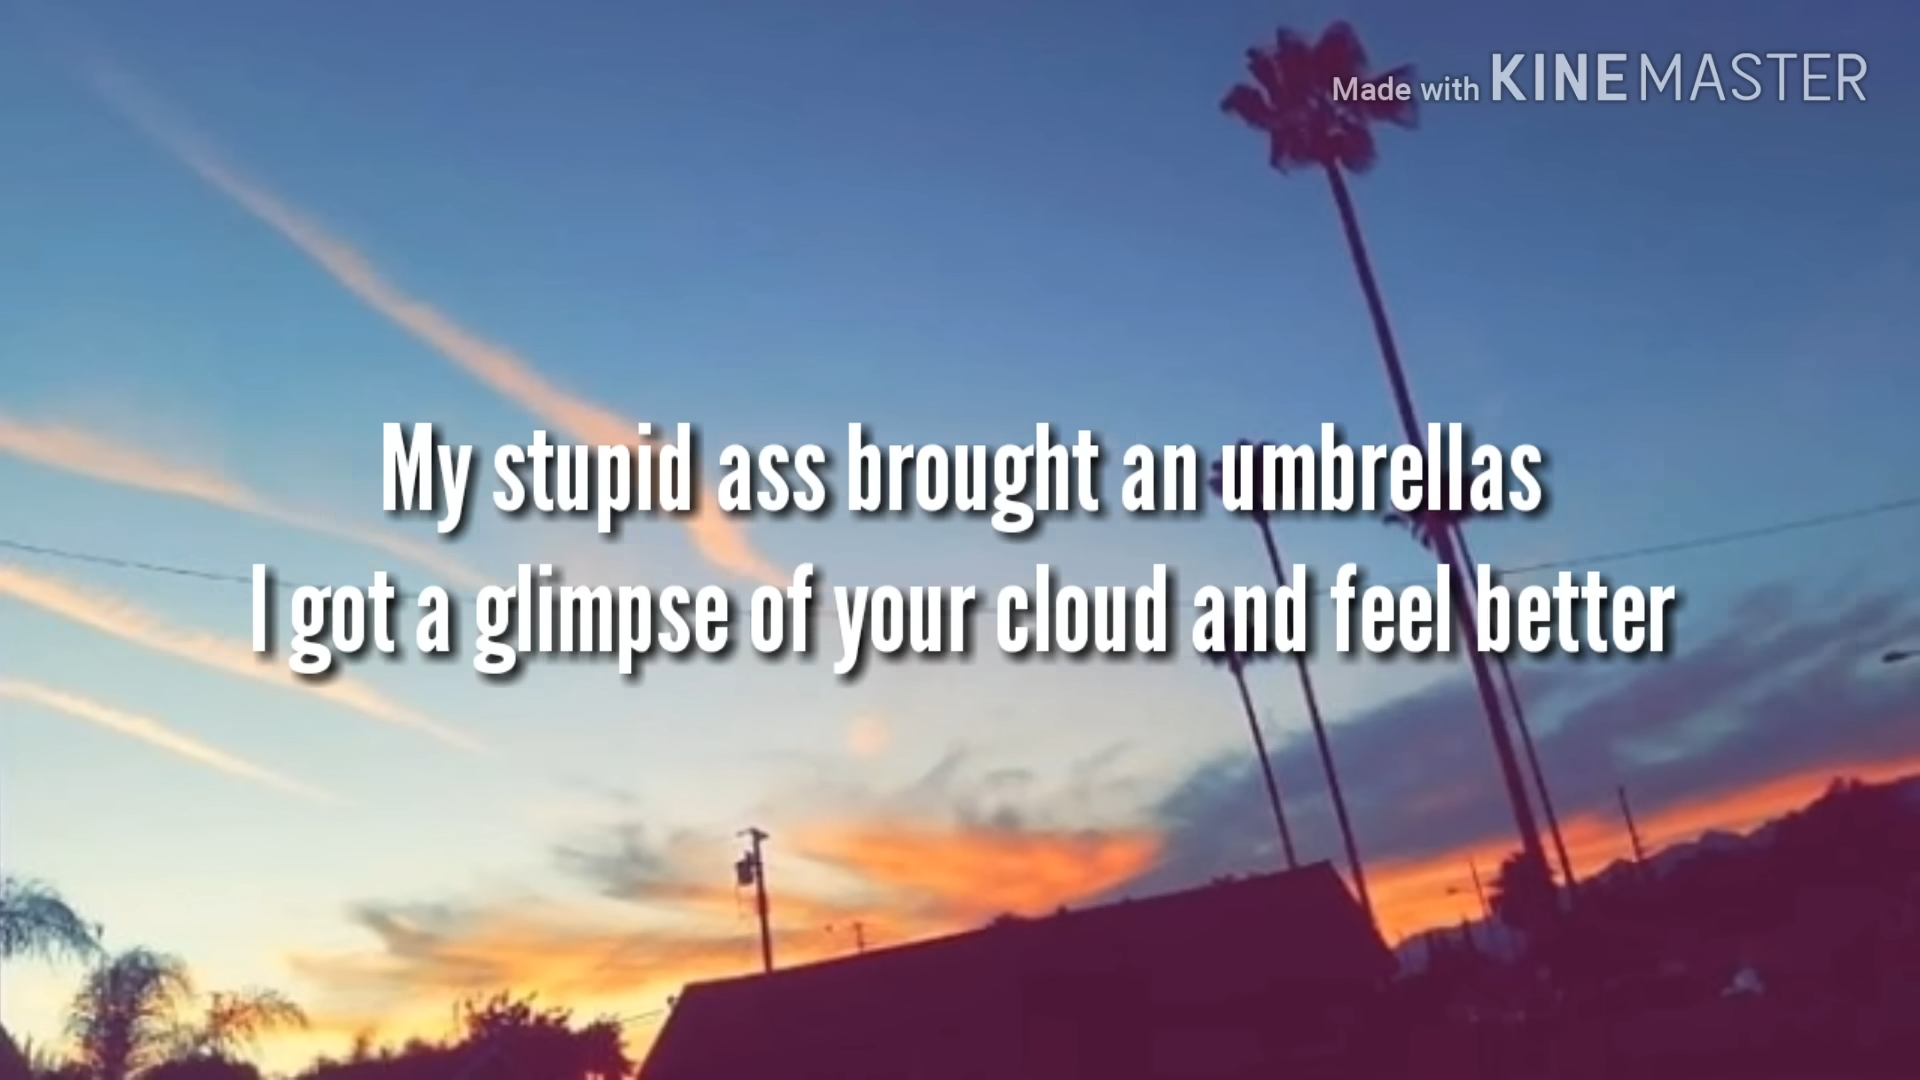 Made with KINEMASTER
My stupid ass brought an umbrellas
I got a glimpse of your cloud and feel better